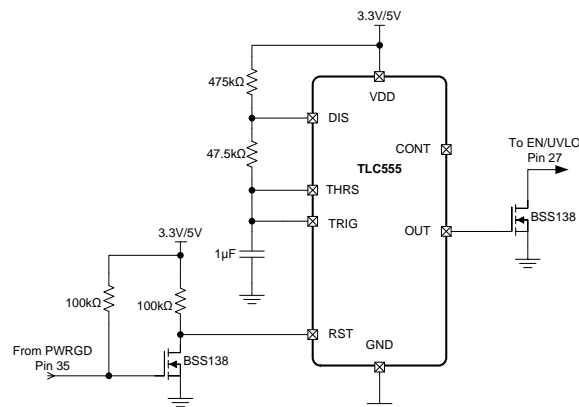 3.3V/5V
475kΩ
VDD
DIS
To EN/UVLO
Pin 27
CONT
47.5kΩ
TLC555
THRS
BSS138
TRIG
OUT
1µF
3.3V/5V
100kΩ
100kΩ
RST
From PWRGD
Pin 35
BSS138
GND